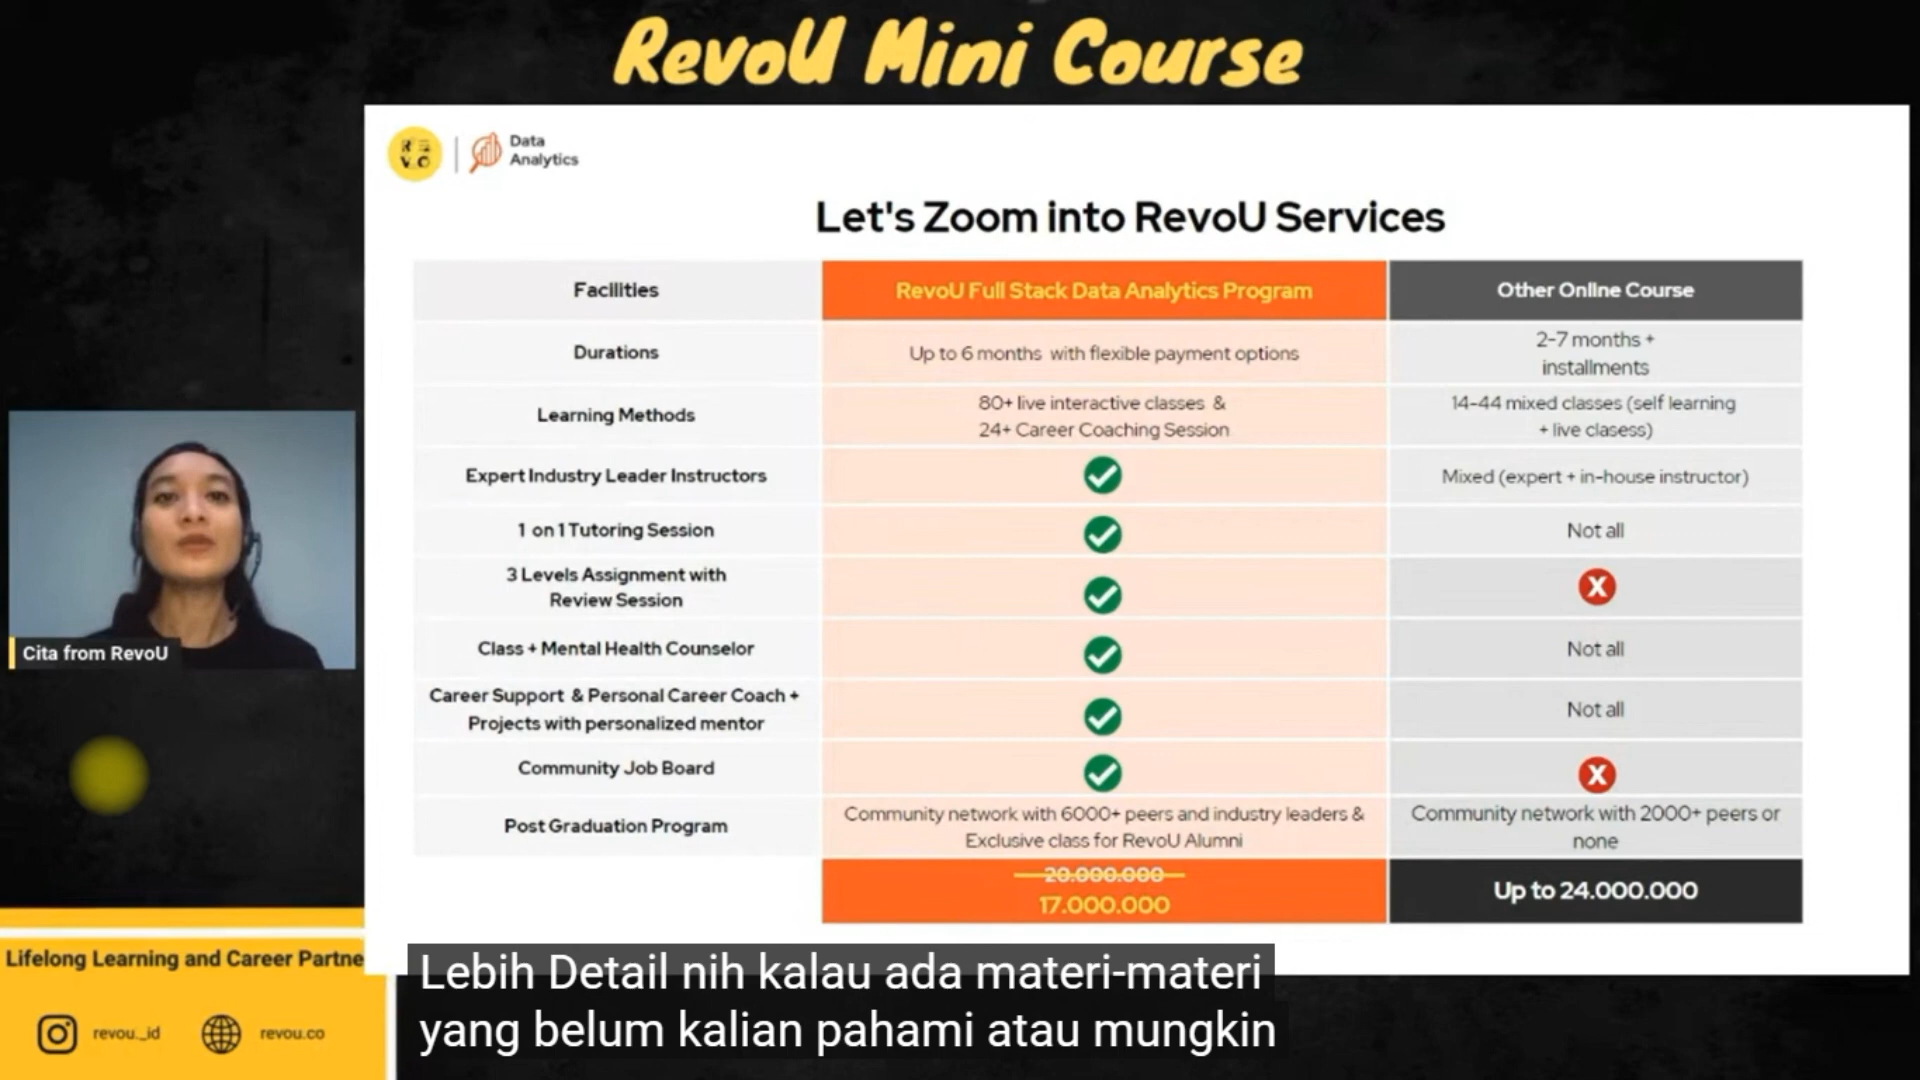 RevoU Mini Course
RE
VO
Data
Analytics
Let's Zoom into RevoU Services
Facilities
RevoU Full Stack Data Analytics Program
Other Online Course
Durations
Up to 6 months with flexible payment options
2-7 months +
installments
Learning Methods
80+ live interactive classes &
24+ Career Coaching Session
14-44 mixed classes (self learning
+ live clasess)
Expert Industry Leader Instructors
Mixed (expert + in-house instructor)
1 on 1 Tutoring Session
Not all
3 Levels Assignment with
Review Session
X
Class + Mental Health Counselor
Not all
Career Support & Personal Career Coach +
Projects with personalized mentor
Not all
Community Job Board
X
Post Graduation Program
Community network with 6000+ peers and industry leaders &
Exclusive class for RevoU Alumni
Community network with 2000+ peers or
none
20.000.000
17.000.000
Up to 24.000.000
Cita from RevoU
Lifelong Learning and Career Partne
revou_id
revou.co
Lebih Detail nih kalau ada materi-materi
yang belum kalian pahami atau mungkin